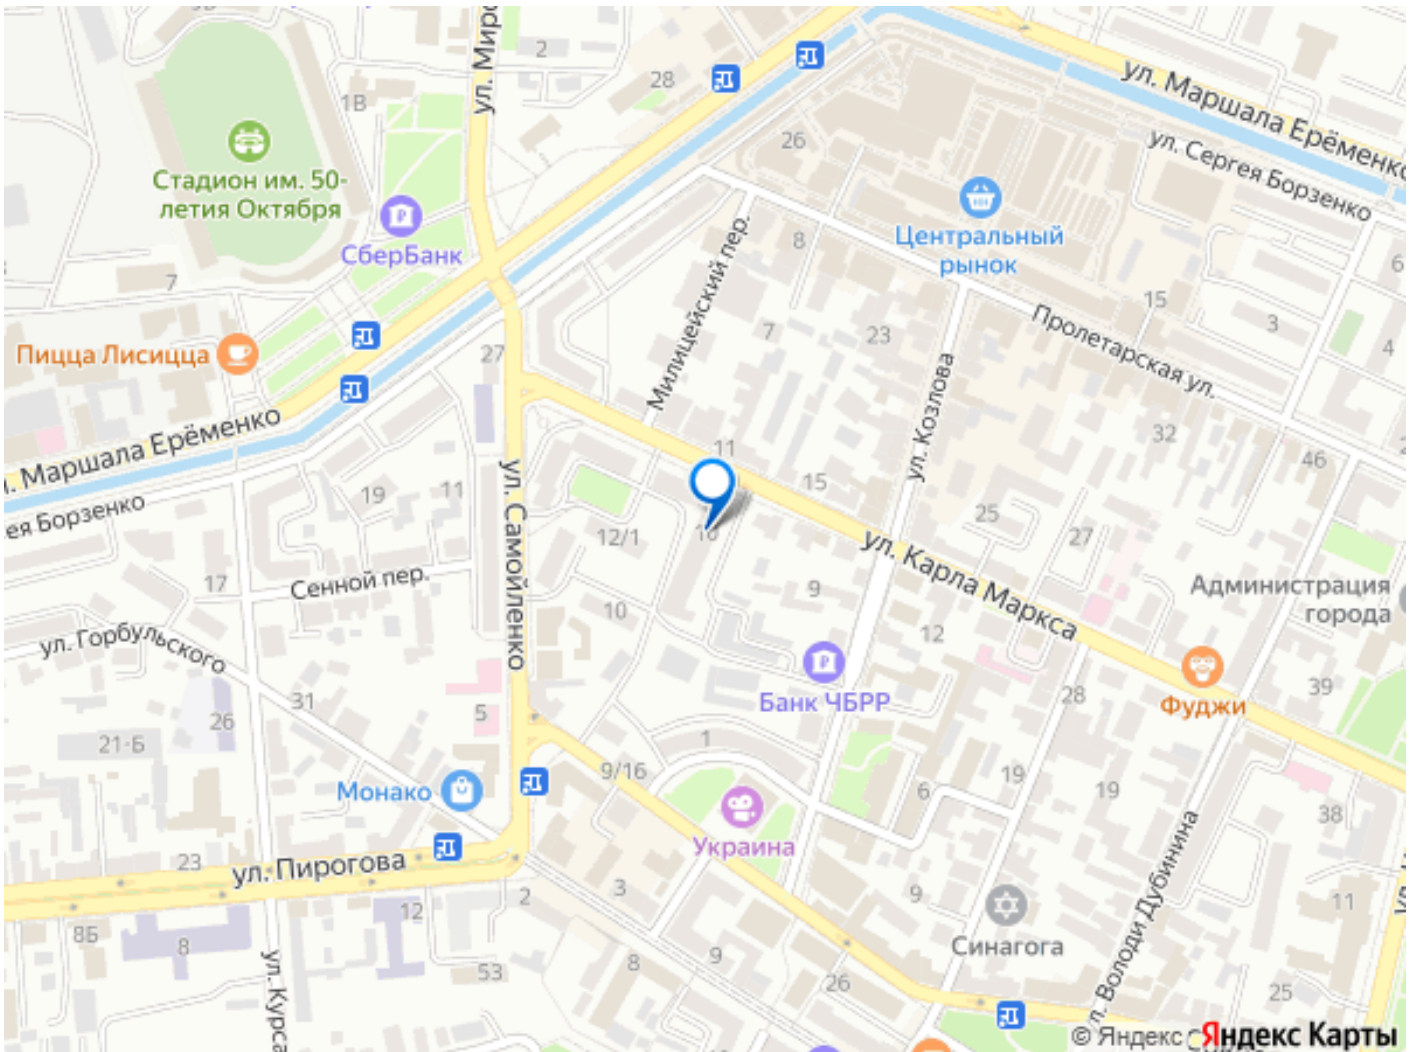 ул. Миро
2
28
1В
26
ул. Маршала Ерёменко
ул. Сергея Борзенко
Стадион им. 50-
летия Октября
СберБанк
8
Центральный
рынок
6
7
15
3
4
Пицца Лисицца
27
Милицейский пер.
7
23
Пролетарская ул.
ул. Козлова
32
46
2
. Маршала Ерёменко
11
15
19
11
ея Борзенко
ул. Самойленко
12/1
16
25
27
ул. Карла Маркса
Сенной пер.
17
10
9
Администрация
города
ул. Горбульского
12
31
26
5
21-Б
Банк ЧБРР
28
Фуджи
39
1
9/16
Монако
6
19
19
38
Украина
23
ул. Пирогова
2
3
9
11
ул.
12
8Б
8
53
8
9
26
Синагога
ул. Володи Дубинина
25
ул. Курса
© Яндекс
Яндекс Карты